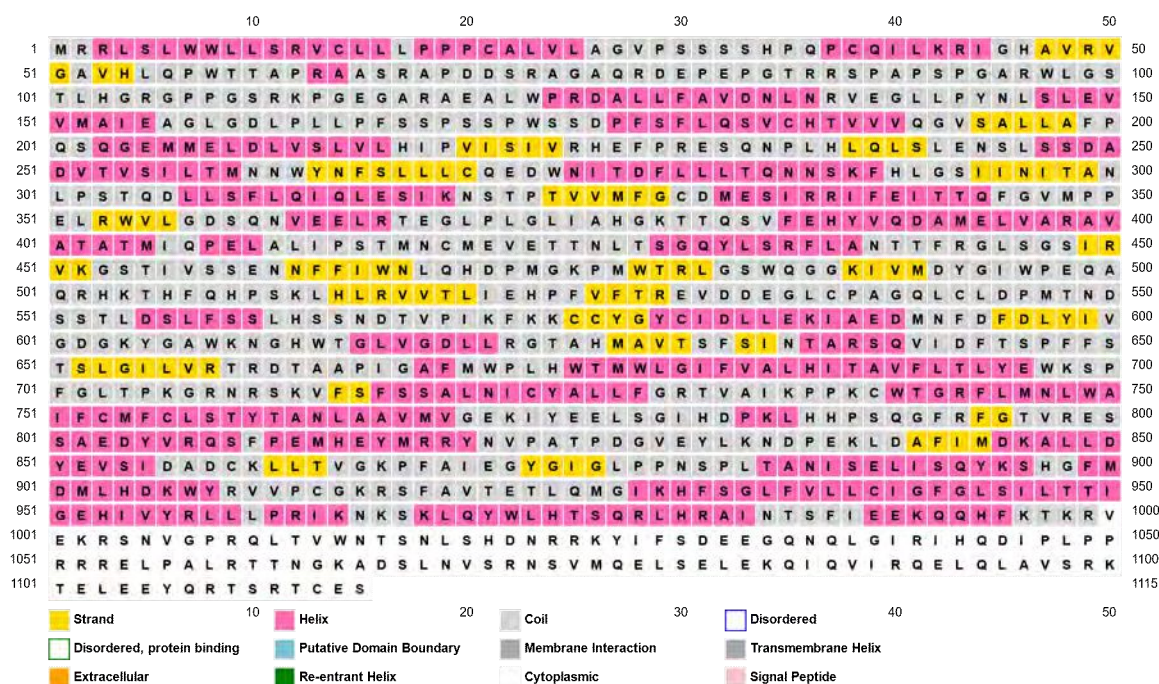 10 20 30 40 50
1 M R R L S L W W L L S R V C L L L P P P C A L V L A G V P S S S S H P Q P C Q I L K R I G H A V R V 50
51 G A V H L Q P W T T A P R A A S R A P D D S R A G A Q R D E P E P G T R R S P A P S P G A R W L G S 100
101 T L H G R G P P G S R K P G E G A R A E A L W P R D A L L F A V D N L N R V E G L L P Y N L S L E V 150
151 V M A I E A G L G D L P L L P F S S P S S P W S S D P F S F L Q S V C H T V V V Q G V S A L L A F P 200
201 Q S Q G E M M E L D L V S L V L H I P V I S I V R H E F P R E S Q N P L H L Q L S L E N S L S S D A 250
251 D V T V S I L T M N N W Y N F S L L L C Q E D W N I T D F L L L T Q N N S K F H L G S I I N I T A N 300
301 L P S T Q D L L S F L Q I Q L E S I K N S T P T V V M F G C D M E S I R R I F E I T T Q F G V M P P 350
351 E L R W V L G D S Q N V E E L R T E G L P L G L I A H G K T T Q S V F E H Y V Q D A M E L V A R A V 400
401 A T A T M I Q P E L A L I P S T M N C M E V E T T N L T S G Q Y L S R F L A N T T F R G L S G S I R 450
451 V K G S T I V S S E N N F F I W N L Q H D P M G K P M W T R L G S W Q G G K I V M D Y G I W P E Q A 500
501 Q R H K T H F Q H P S K L H L R V V T L I E H P F V F T R E V D D E G L C P A G Q L C L D P M T N D 550
551 S S T L D S L F S S L H S S N D T V P I K F K K C C Y G Y C I D L L E K I A E D M N F D F D L Y I V 600
601 G D G K Y G A W K N G H W T G L V G D L L R G T A H M A V T S F S I N T A R S Q V I D F T S P F F S 650
651 T S L G I L V R T R D T A A P I G A F M W P L H W T M W L G I F V A L H I T A V F L T L Y E W K S P 700
701 F G L T P K G R N R S K V F S F S S A L N I C Y A L L F G R T V A I K P P K C W T G R F L M N L W A 750
751 I F C M F C L S T Y T A N L A A V M V G E K I Y E E L S G I H D P K L H H P S Q G F R F G T V R E S 800
801 S A E D Y V R Q S F P E M H E Y M R R Y N V P A T P D G V E Y L K N D P E K L D A F I M D K A L L D 850
851 Y E V S I D A D C K L L T V G K P F A I E G Y G I G L P P N S P L T A N I S E L I S Q Y K S H G F M 900
901 D M L H D K W Y R V V P C G K R S F A V T E T L Q M G I K H F S G L F V L L C I G F G L S I L T T I 950
951 G E H I V Y R L L L P R I K N K S K L Q Y W L H T S Q R L H R A I N T S F I E E K Q Q H F K T K R V 1000
1001 E K R S N V G P R Q L T V W N T S N L S H D N R R K Y I F S D E E G Q N Q L G I R I H Q D I P L P P 1050
1051 R R R E L P A L R T T N G K A D S L N V S R N S V M Q E L S E L E K Q I Q V I R Q E L Q L A V S R K 1100
1101 T E L E E Y Q R T S R T C E S 1115
10 20 30 40 50
Strand Helix Coil Disordered
Disordered, protein binding Putative Domain Boundary Membrane Interaction Transmembrane Helix
Extracellular Re-entrant Helix Cytoplasmic Signal Peptide